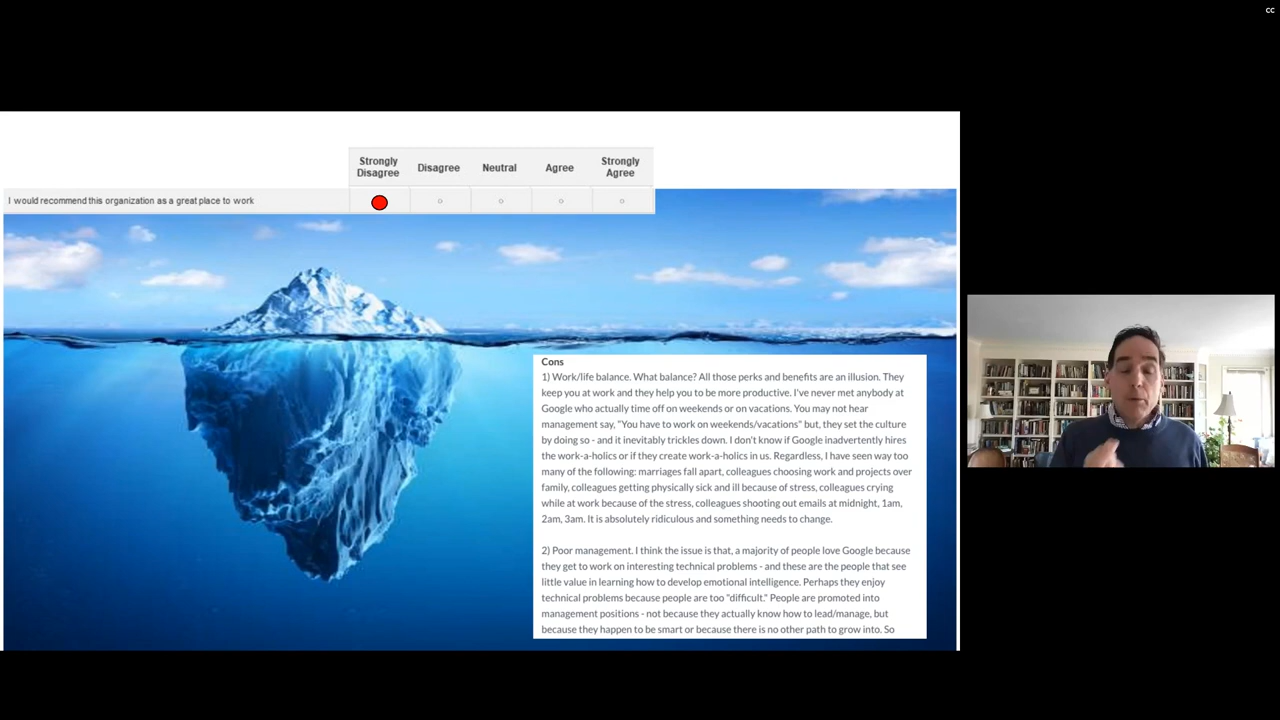 CC
Strongly Disagree Disagree Neutral Agree Strongly Agree
I would recommend this organization as a great place to work
Cons
1) Work/life balance. What balance? All those perks and benefits are an illusion. They
keep you at work and they help you to be more productive. I've never met anybody at
Google who actually time off on weekends or on vacations. You may not hear
management say, "You have to work on weekends/vacations" but, they set the culture
by doing so - and it inevitably trickles down. I don't know if Google inadvertently hires
the work-a-holics or if they create work-a-holics in us. Regardless, I have seen way too
many of the following: marriages fall apart, colleagues choosing work and projects over
family, colleagues getting physically sick and ill because of stress, colleagues crying
while at work because of the stress, colleagues shooting out emails at midnight, 1am,
2am, 3am. It is absolutely ridiculous and something needs to change.
2) Poor management. I think the issue is that, a majority of people love Google because
they get to work on interesting technical problems - and these are the people that see
little value in learning how to develop emotional intelligence. Perhaps they enjoy
technical problems because people are too "difficult." People are promoted into
management positions - not because they actually know how to lead/manage, but
because they happen to be smart or because there is no other path to grow into. So